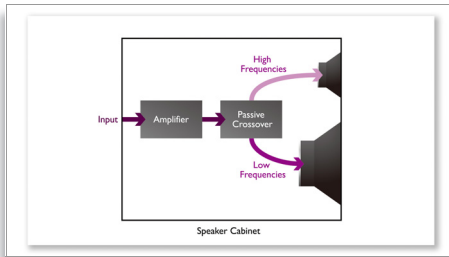 High
Frequencies
Input
Amplifier
Passive
Crossover
Low
Frequencies
Speaker Cabinet